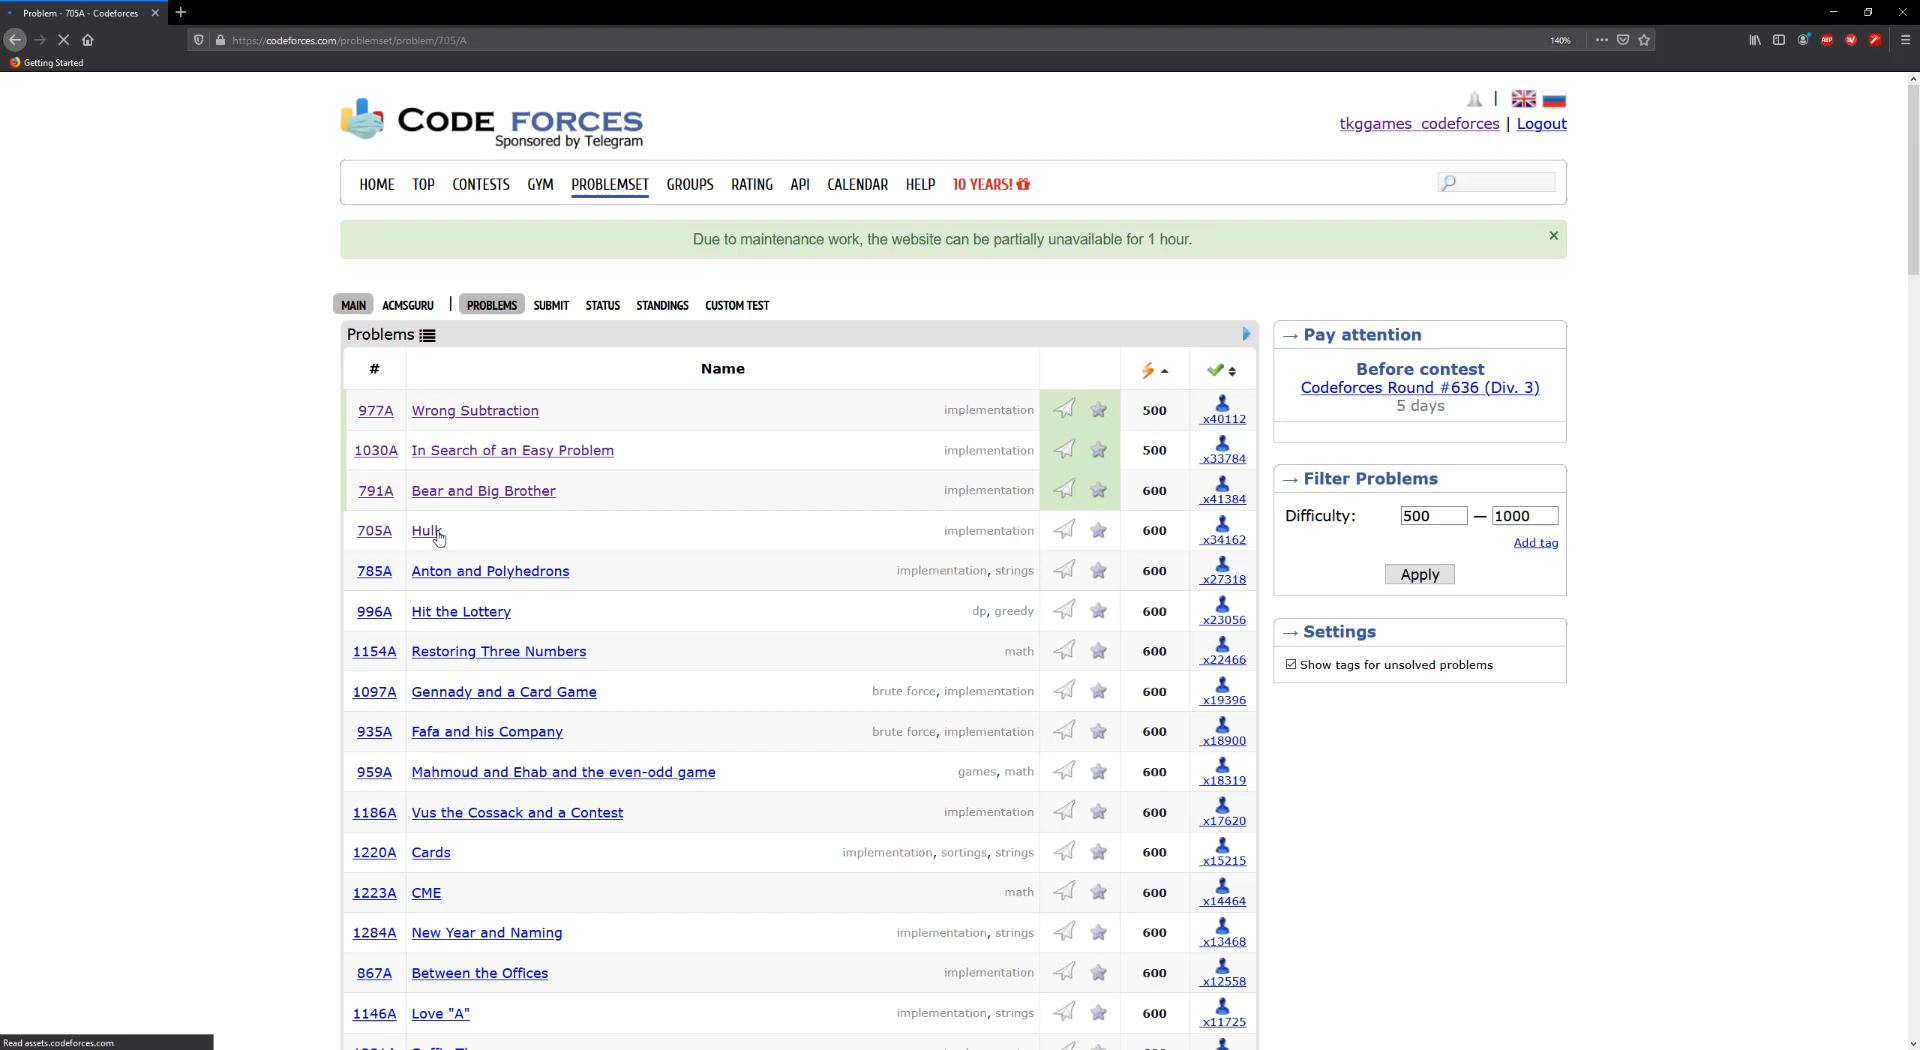 Problem - 705A - Codeforces
https://codeforces.com/problemset/problem/705/A
140%
Getting Started
CODE FORCES
Sponsored by Telegram
tkggames_codeforces | Logout
HOME TOP CONTESTS GYM PROBLEMSET GROUPS RATING API CALENDAR HELP 10 YEARS!
Due to maintenance work, the website can be partially unavailable for 1 hour.
MAIN ACMSGURU | PROBLEMS SUBMIT STATUS STANDINGS CUSTOM TEST
Problems
# Name
977A Wrong Subtraction implementation 500 x40112
1030A In Search of an Easy Problem implementation 500 x33784
791A Bear and Big Brother implementation 600 x41384
705A Hulk implementation 600 x34162
785A Anton and Polyhedrons implementation, strings 600 x27318
996A Hit the Lottery dp, greedy 600 x23056
1154A Restoring Three Numbers math 600 x22466
1097A Gennady and a Card Game brute force, implementation 600 x19396
935A Fafa and his Company brute force, implementation 600 x18900
959A Mahmoud and Ehab and the even-odd game games, math 600 x18319
1186A Vus the Cossack and a Contest implementation 600 x17620
1220A Cards implementation, sortings, strings 600 x15215
1223A CME math 600 x14464
1284A New Year and Naming implementation, strings 600 x13468
867A Between the Offices implementation 600 x12558
1146A Love "A" implementation, strings 600 x11725
→ Pay attention
Before contest
Codeforces Round #636 (Div. 3)
5 days
→ Filter Problems
Difficulty: 500 — 1000
Add tag
Apply
→ Settings
Show tags for unsolved problems
Read assets.codeforces.com